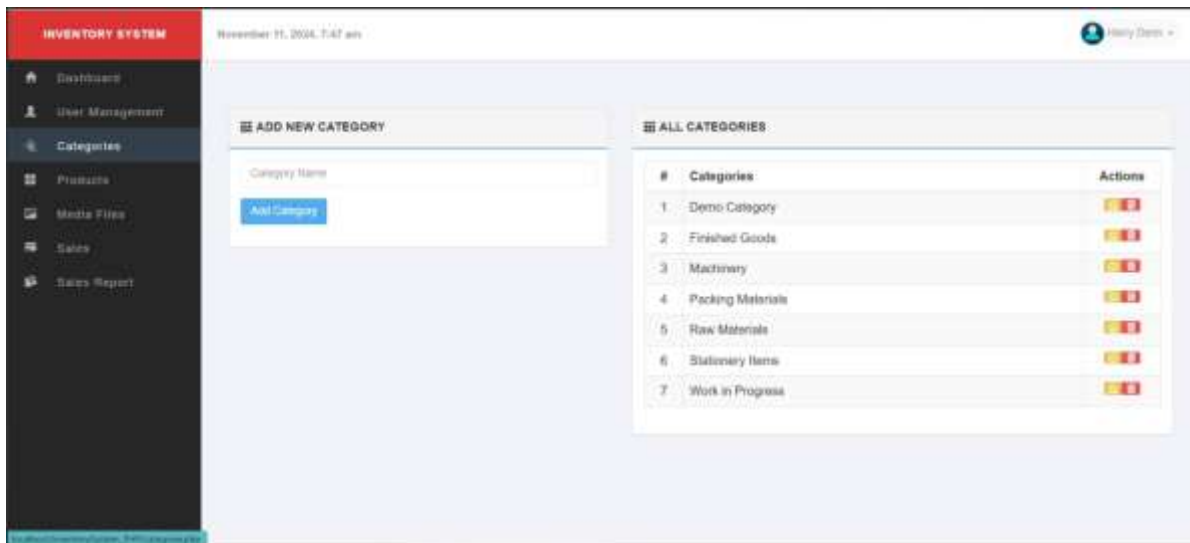 INVENTORY SYSTEM
November 11, 2024, 7:47 am
Harry Denn
Dashboard
User Management
Categories
Products
Media Files
Sales
Sales Report
ADD NEW CATEGORY
Category Name
Add Category
ALL CATEGORIES
# Categories Actions
1 Demo Category
2 Finished Goods
3 Machinery
4 Packing Materials
5 Raw Materials
6 Stationery Items
7 Work in Progress